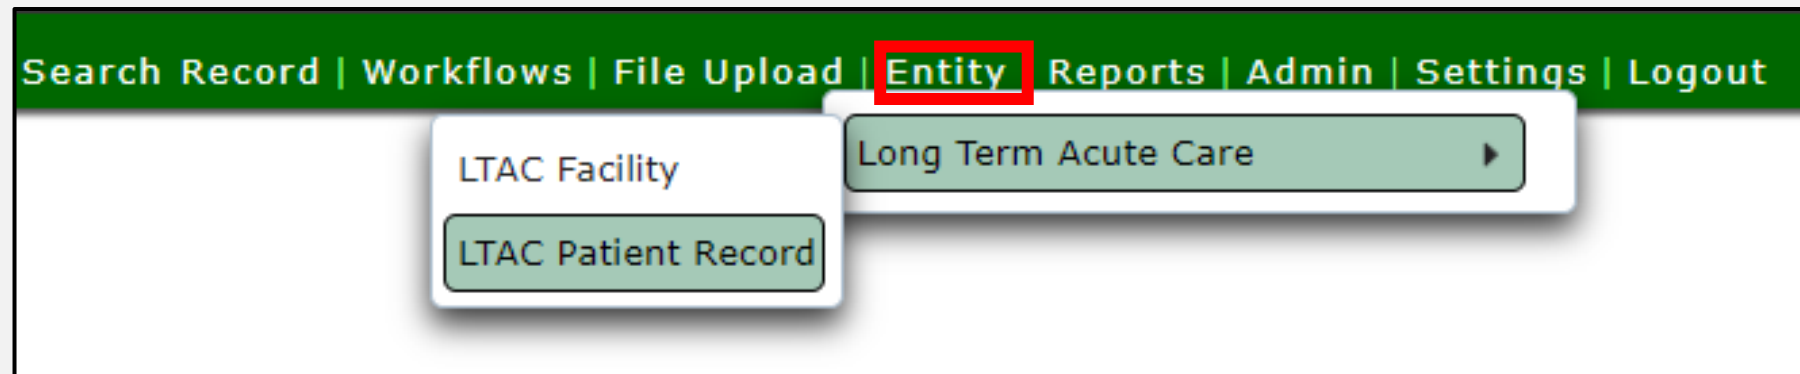 Search Record | Workflows | File Upload | Entity Reports | Admin | Settings | Logout
Long Term Acute Care
LTAC Facility
LTAC Patient Record